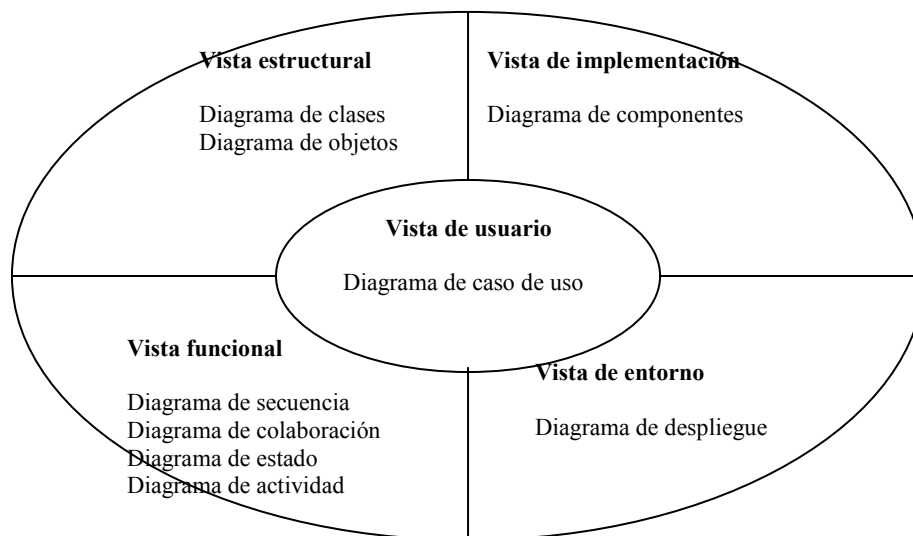 Vista estructural
Diagrama de clases
Diagrama de objetos
Vista de implementación
Diagrama de componentes
Vista de usuario
Diagrama de caso de uso
Vista funcional
Diagrama de secuencia
Diagrama de colaboración
Diagrama de estado
Diagrama de actividad
Vista de entorno
Diagrama de despliegue